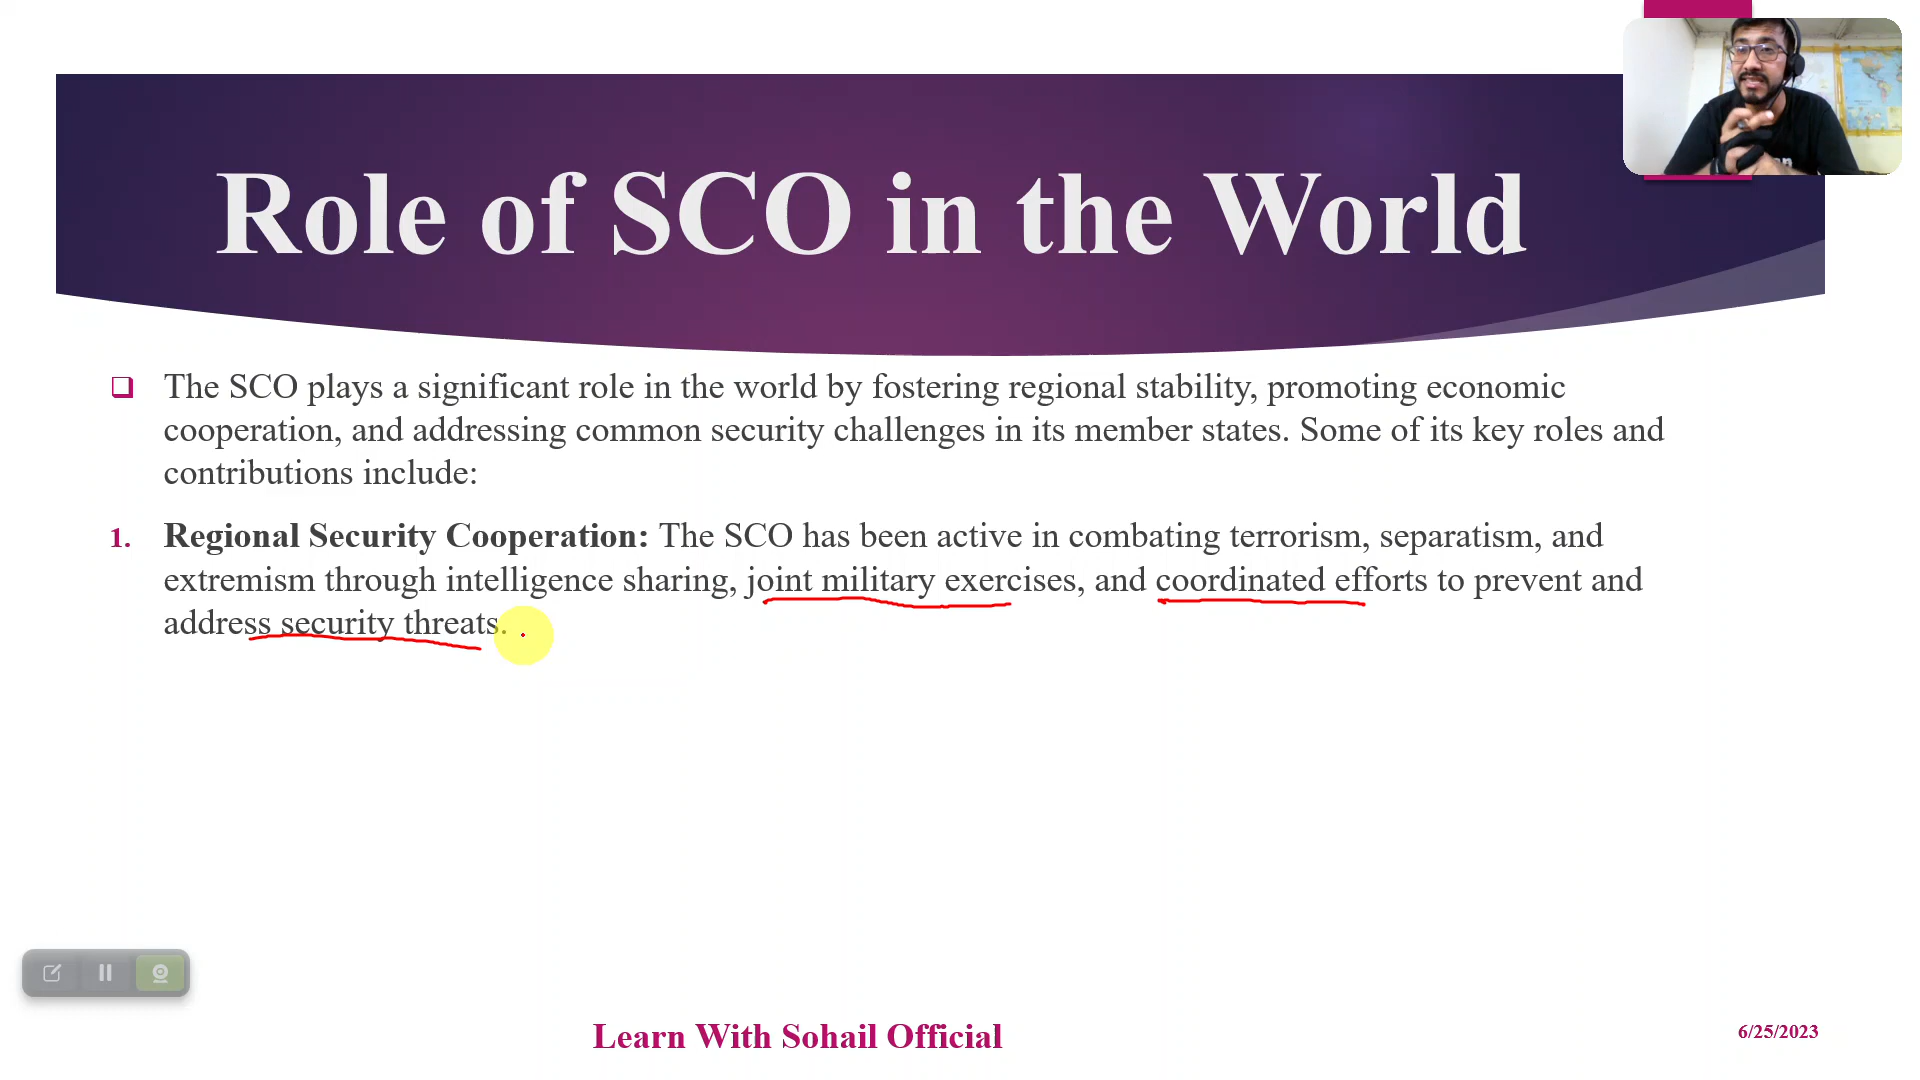 Role of SCO in the World
The SCO plays a significant role in the world by fostering regional stability, promoting economic
cooperation, and addressing common security challenges in its member states. Some of its key roles and
contributions include:
1. Regional Security Cooperation: The SCO has been active in combating terrorism, separatism, and
extremism through intelligence sharing, joint military exercises, and coordinated efforts to prevent and
address security threats.
Learn With Sohail Official
6/25/2023